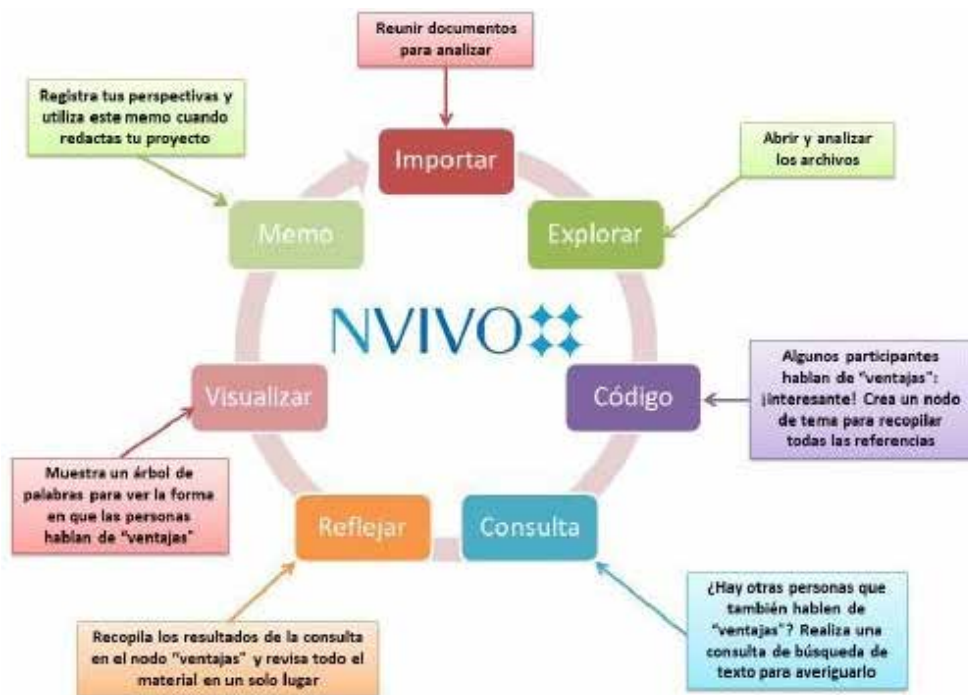 Reunir documentos
para analizar
Importar
Abrir y analizar
los archivos
Explorar
Algunos participantes
hablan de "ventajas":
¡interesante! Crea un nodo
de tema para recopilar
todas las referencias
Código
¿Hay otras personas que
también hablen de
"ventajas"? Realiza una
consulta de búsqueda de
texto para averiguarlo
Consulta
Recopila los resultados de la consulta
en el nodo "ventajas" y revisa todo el
material en un solo lugar
Reflejar
Muestra un árbol de
palabras para ver la forma
en que las personas
hablan de "ventajas"
Visualizar
Registra tus perspectivas y
utiliza este memo cuando
redactas tu proyecto
Memo
NVIVO